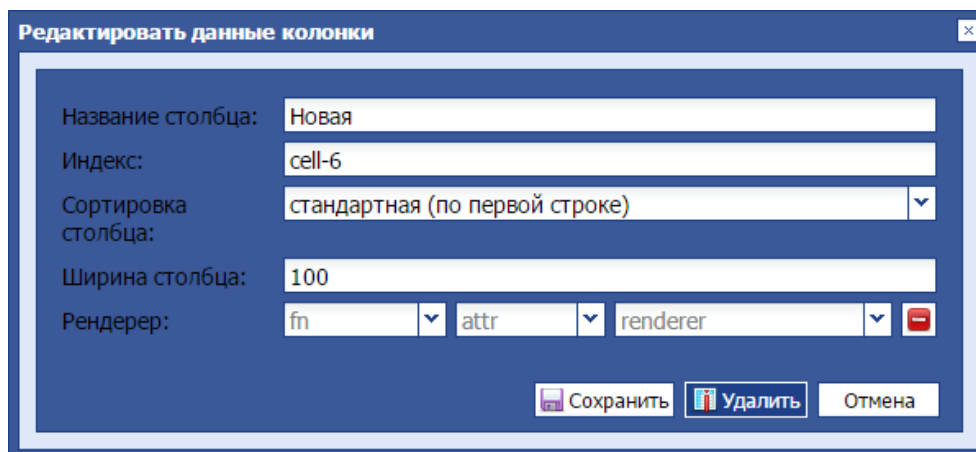 Редактировать данные колонки
Название столбца: Новая
Индекс: cell-6
Сортировка столбца: стандартная (по первой строке)
Ширина столбца: 100
Рендерер: fn attr renderer
Сохранить Удалить Отмена